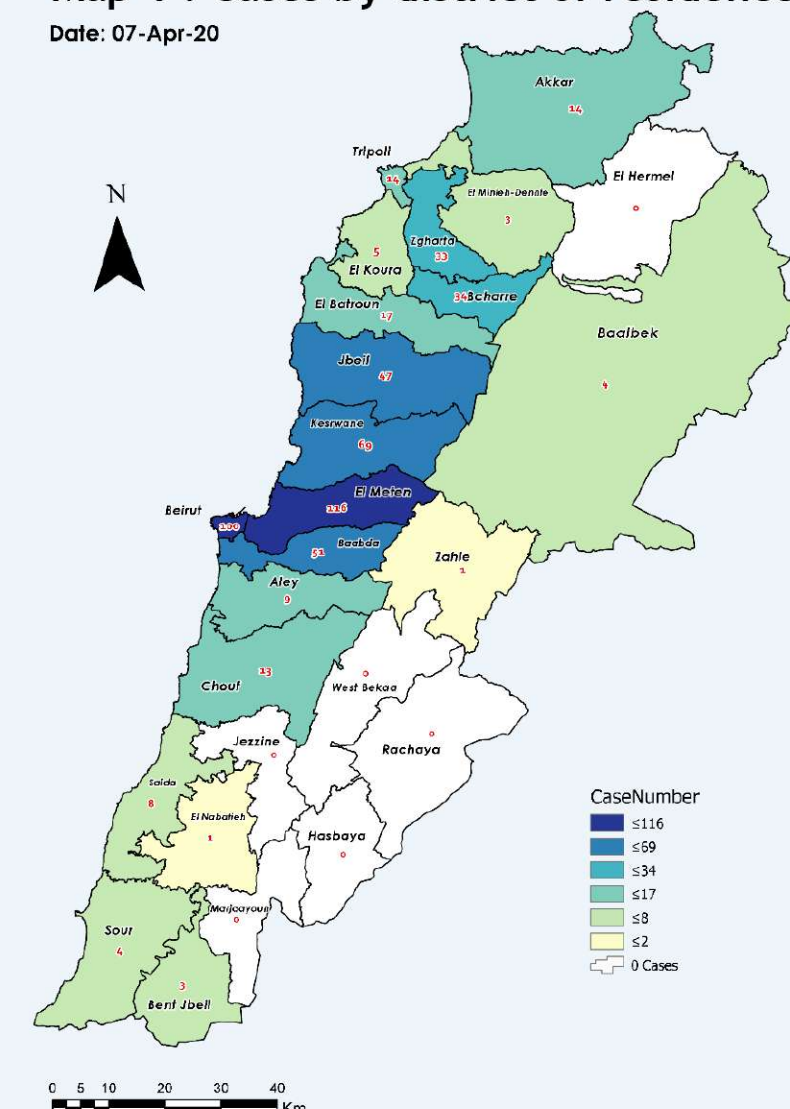 Date: 07-Apr-20
Akkar
14
Tripoli
14
El Hermel
0
N
El Minieh-Dennie
3
Zgharta
33
5
El Koura
34 Bcharre
El Batroun
17
Baalbek
4
Jbeil
47
Kesrwane
69
El Meten
116
Beirut
100
Baabda
51
Zahle
1
Aley
9
Chouf
13
0
West Bekaa
Jezzine
0
0
Rachaya
Saida
8
El Nabatieh
1
Hasbaya
0
Marjaayoun
0
Sour
4
3
Bent Jbeil
CaseNumber
≤116
≤69
≤34
≤17
≤8
≤2
0 Cases
0 5 10 20 30 40
Km